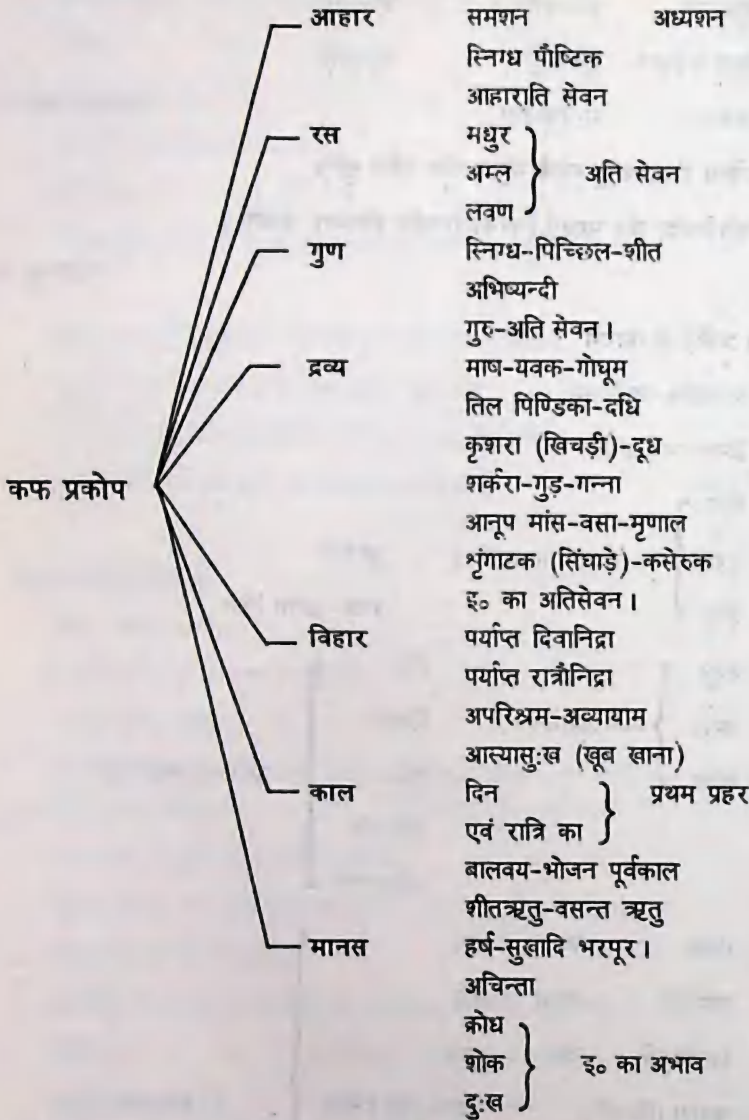 आहार समशन अध्यशन
स्निग्ध पौष्टिक
आहाराति सेवन
रस मधुर
अम्ल } अति सेवन
लवण
गुण स्निग्ध-पिच्छिल-शीत
अभिष्यन्दी
गुरु-अति सेवन।
द्रव्य माष-यवक-गोघूम
तिल पिण्डिका-दधि
कृशरा (खिचड़ी)-दूध
शर्करा-गुड़-गन्ना
कफ प्रकोप
आनूप मांस-वसा-मृणाल
शृंगाटक (सिंघाड़े)-कसेरुक
इ० का अतिसेवन।
विहार पर्याप्त दिवानिद्रा
पर्याप्त रात्रौनिद्रा
अपरिश्रम-अव्यायाम
आस्यासु:ख (खूब खाना)
काल दिन } प्रथम प्रहर
एवं रात्रि का
बालवय-भोजन पूर्वकाल
शीतऋतु-वसन्त ऋतु
मानस हर्ष-सुखादि भरपूर।
अचिन्ता
क्रोध
शोक } इ० का अभाव
दु:ख